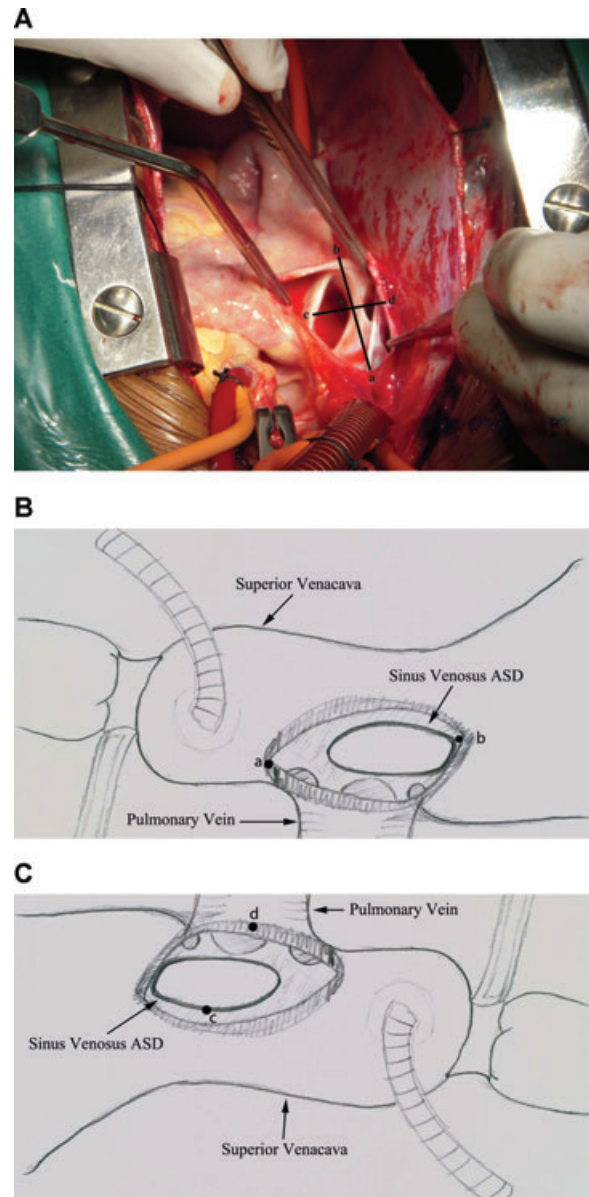 A
b
c
d
a
B
Superior Venacava
Sinus Venosus ASD
b
a
Pulmonary Vein
C
d
Pulmonary Vein
Sinus Venosus ASD
c
Superior Venacava